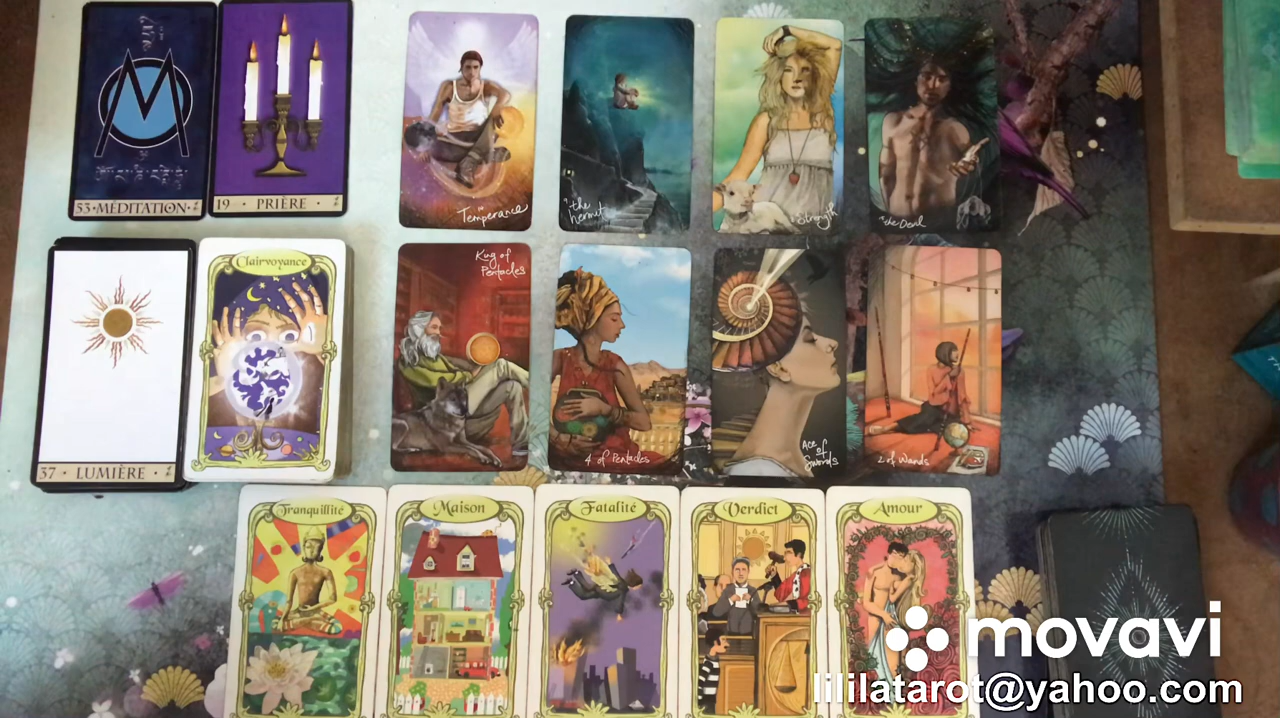 53·MÉDITATION·
19 · PRIÈRE ·
Temperance
"the
hermit"
"Strength
"the Devil
57 · LUMIÈRE ·
Clairvoyance
King of
Pentacles
4 of Pentacles
Ace
of
Swords
2 of Wands
Tranquillité
Maison
Fatalité
Verdict
Amour
movavi
lililatarot@yahoo.com